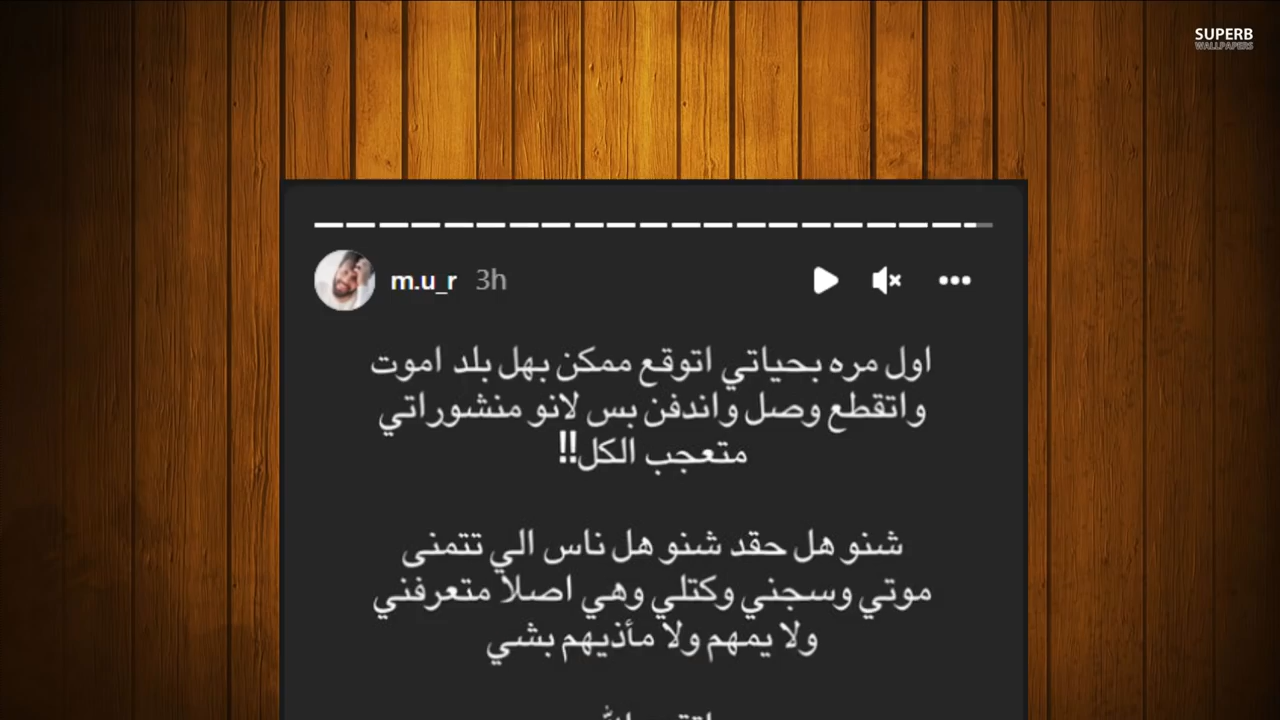 SUPERB
WALLPAPERS
m.u_r 3h
اول مره بحياتي اتوقع ممكن بهل بلد اموت
واتقطع وصل واندفن بس لانو منشوراتي
متعجب الكل!!
شنو هل حقد شنو هل ناس الي تتمنى
موتي وسجني وكتلي وهي اصلا متعرفني
ولا يمهم ولا مأذيهم بشي